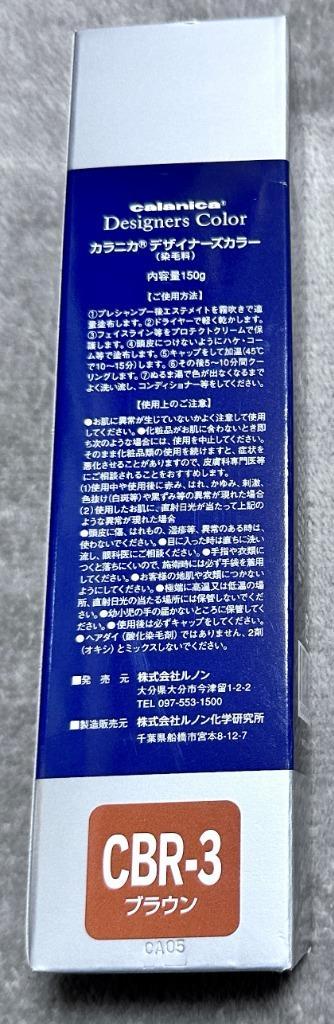 calanica®
Designers Color
カラニカ® デザイナーズカラー
(染毛料)
内容量150g
【ご使用方法】
①プレシャンプー後エステメイトを霧吹きで適
量塗布します。②ドライヤーで軽く乾かします。
③フェイスライン等をプロテクトクリームで保
護します。④頭皮につけないようにハケ・コー
ム等で塗布します。⑤キャップをして加温(45℃
で10〜15分)します。⑥その後5〜10分間クー
リングします。⑦ぬるま湯で色が出なくなるまで
よく洗い流し、コンディショナー等をしてください。
【使用上のご注意】
●お肌に異常が生じていないかよく注意して使用
してください。●化粧品がお肌に合わないとき即
ち次のような場合には、使用を中止してください。
そのまま化粧品類の使用を続けますと、症状を
悪化させることがありますので、皮膚科専門医等
にご相談されることをおすすめします。
(1)使用中や使用後に赤み、はれ、かゆみ、刺激、
色抜け(白斑等)や黒ずみ等の異常が現れた場合
(2)使用したお肌に、直射日光が当たって上記の
ような異常が現れた場合
●頭皮に傷、はれもの、湿疹等、異常のある時は、
使わないでください。●目に入った時は直ちに洗い
流し、眼科医にご相談ください。●手指や衣類に
つくと落ちにくいので、施術時には必ず手袋を着用
してください。●お客様の地肌や衣類につかない
ようにしてください。●極端に高温又は低温の場
所、直射日光の当たる場所には保管しないでくだ
さい。●幼小児の手の届かないところに保管してく
ださい。●使用後は必ずキャップをしてください。
●ヘアダイ(酸化染毛剤)ではありません、2剤
(オキシ)とミックスしないでください。
■発売元 株式会社ルノン
大分県大分市今津留1-2-2
TEL 097-553-1500
■製造販売元 株式会社ルノン化学研究所
千葉県船橋市宮本8-12-7
CBR-3
ブラウン
CA05